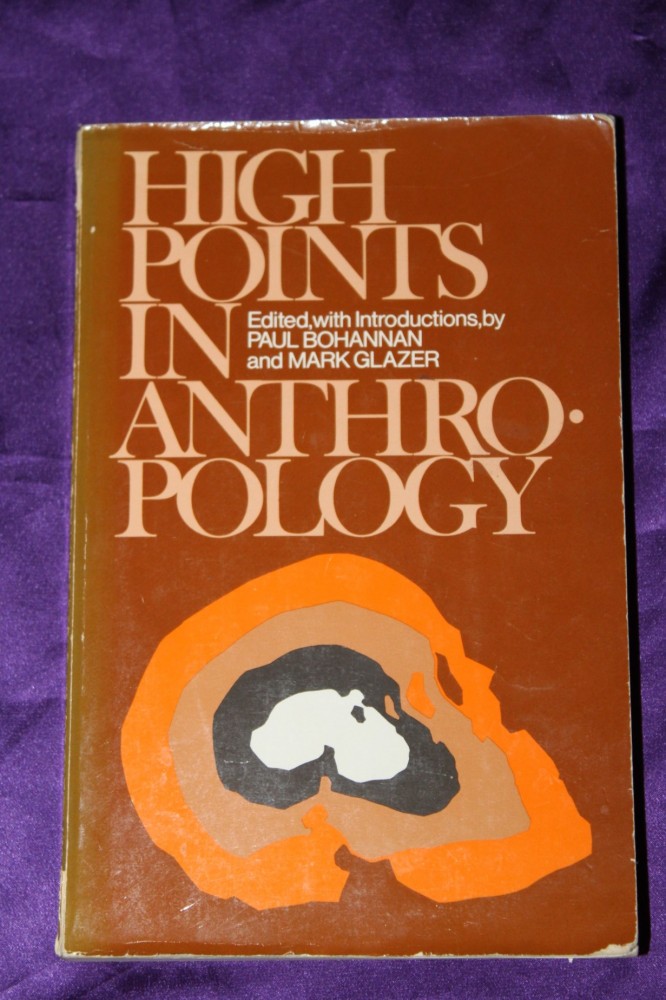 HIGH
POINTS
IN
Edited, with Introductions, by
PAUL BOHANNAN
and MARK GLAZER
ANTHRO·
POLOGY